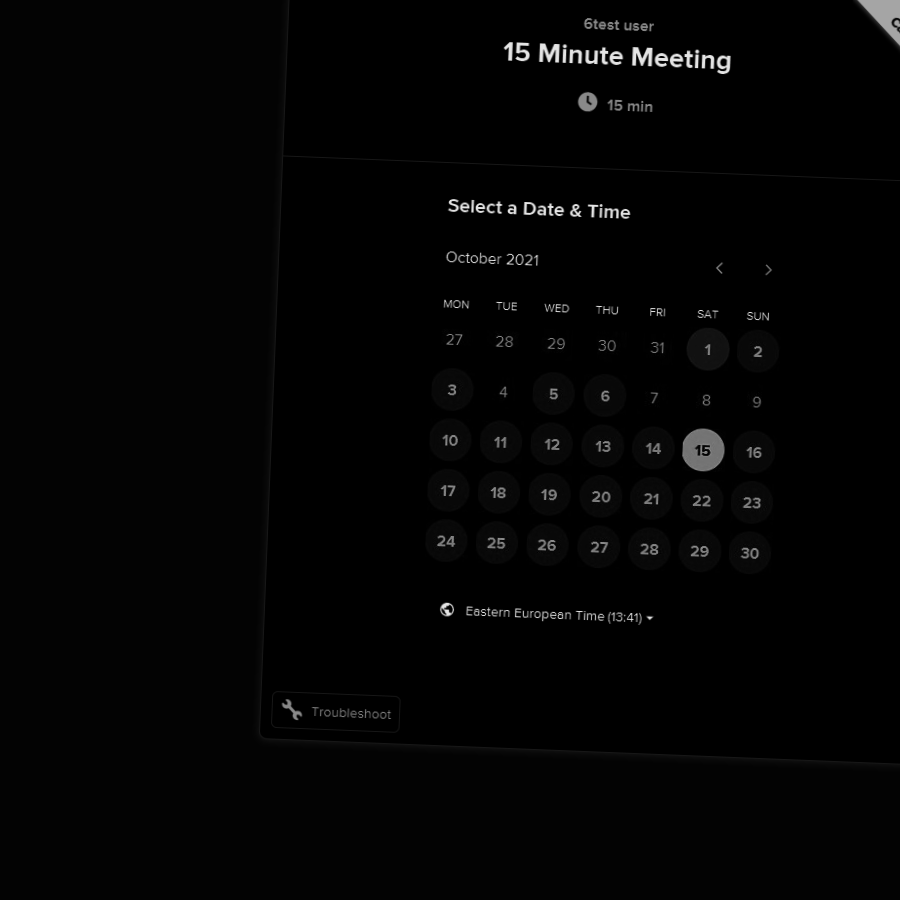 6test user
15 Minute Meeting
15 min
Select a Date & Time
October 2021
MON TUE WED THU FRI SAT SUN
27 28 29 30 31 1 2
3 4 5 6 7 8 9
10 11 12 13 14 15 16
17 18 19 20 21 22 23
24 25 26 27 28 29 30
Eastern European Time (13:41)
Troubleshoot